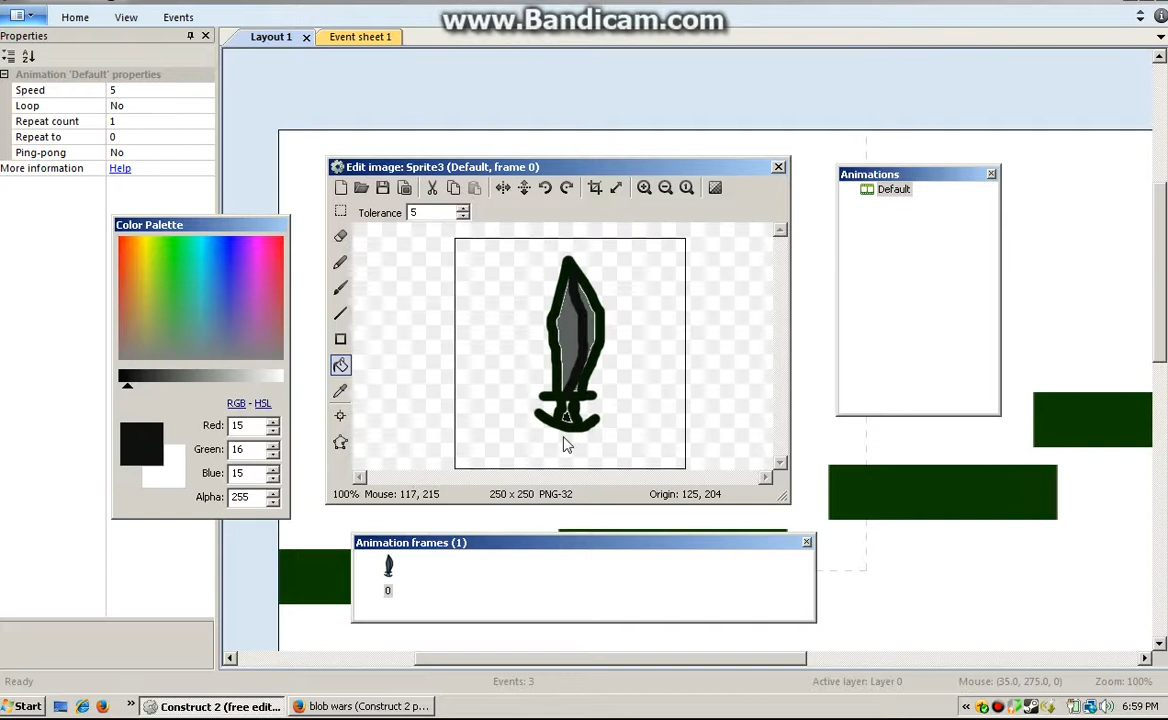 www.Bandicam.com
Home View Events
Properties
Layout 1
Event sheet 1
Animation 'Default' properties
Speed 5
Loop No
Repeat count 1
Repeat to 0
Ping-pong No
More information Help
Edit image: Sprite3 (Default, frame 0)
Tolerance 5
Animations
Default
Color Palette
RGB - HSL
Red: 15
Green: 16
Blue: 15
Alpha: 255
100% Mouse: 117, 215 250 x 250 PNG-32 Origin: 125, 204
Animation frames (1)
0
Ready Events: 3 Active layer: Layer 0 Mouse: (35.0, 275.0, 0) Zoom: 100%
Start
Construct 2 (free edit...
blob wars (Construct 2 p...
6:59 PM